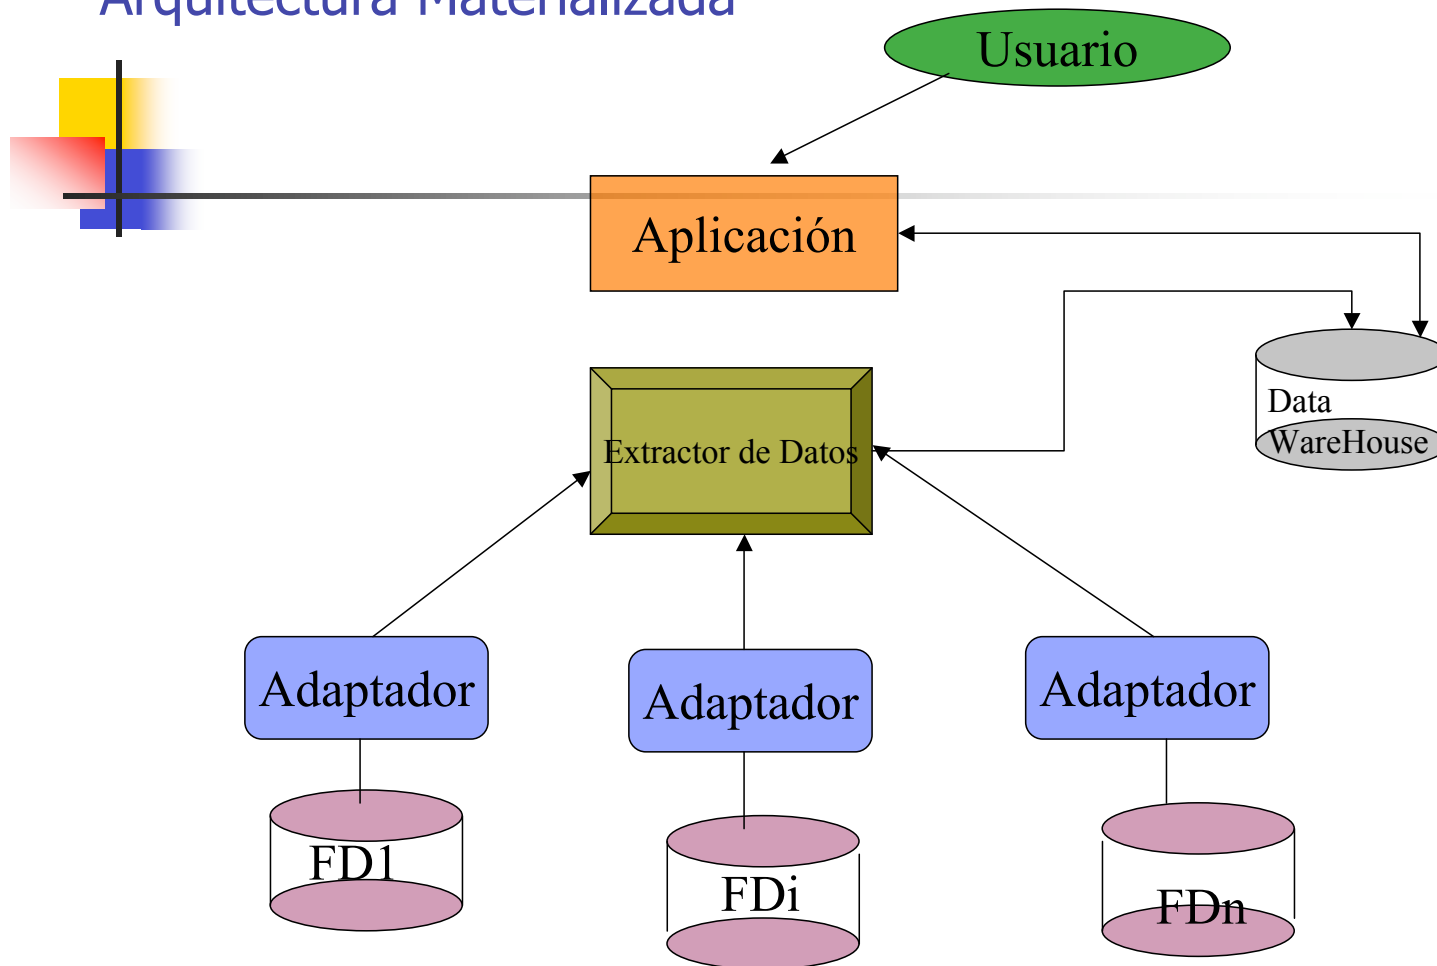 Arquitectura Materializada
Usuario
Aplicación
Data
WareHouse
Extractor de Datos
Adaptador
Adaptador
Adaptador
FD1
FDi
FDn